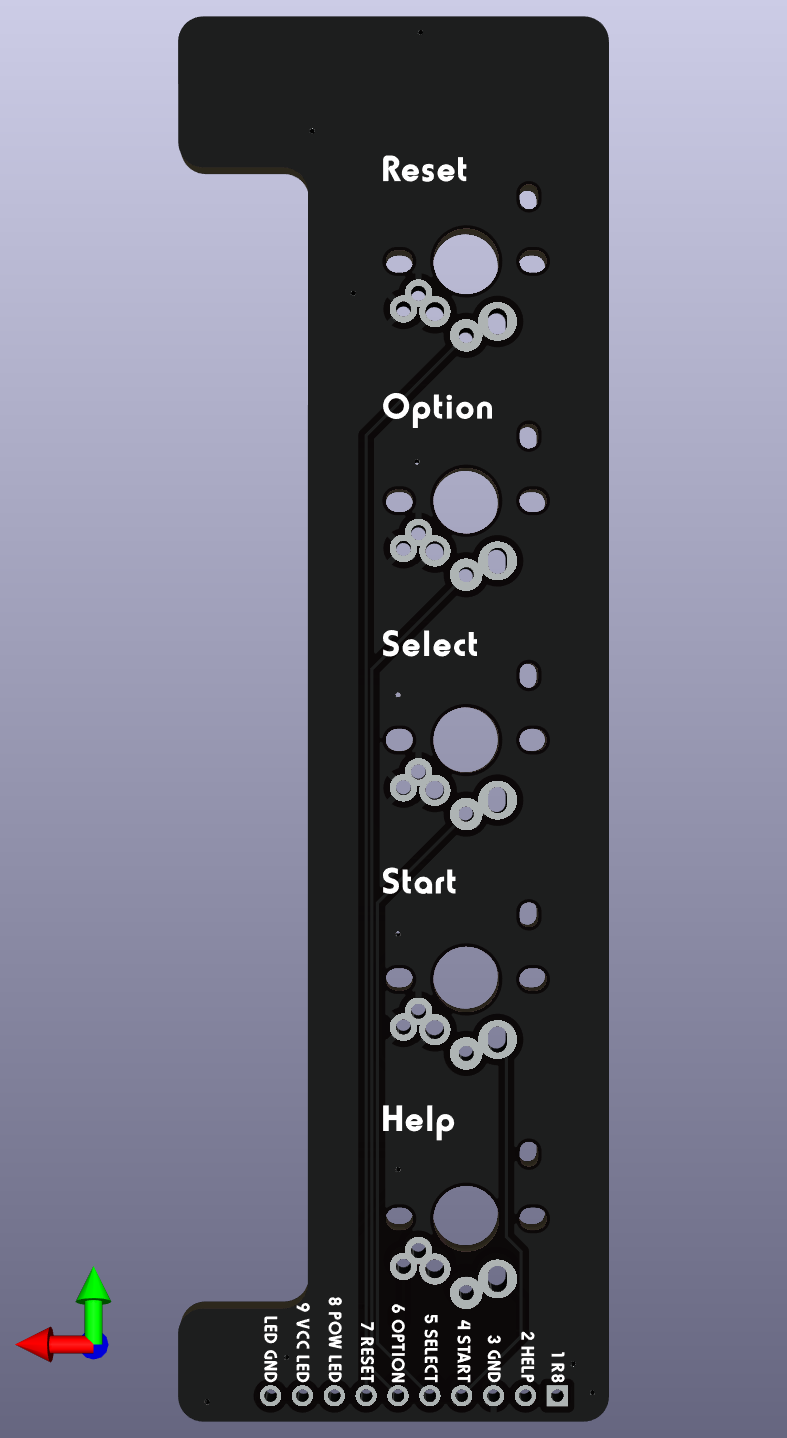 Reset
Option
Select
Start
Help
LED GND
9 VCC LED
8 POW LED
7 RESET
6 OPTION
5 SELECT
4 START
3 GND
2 HELP
1 R8